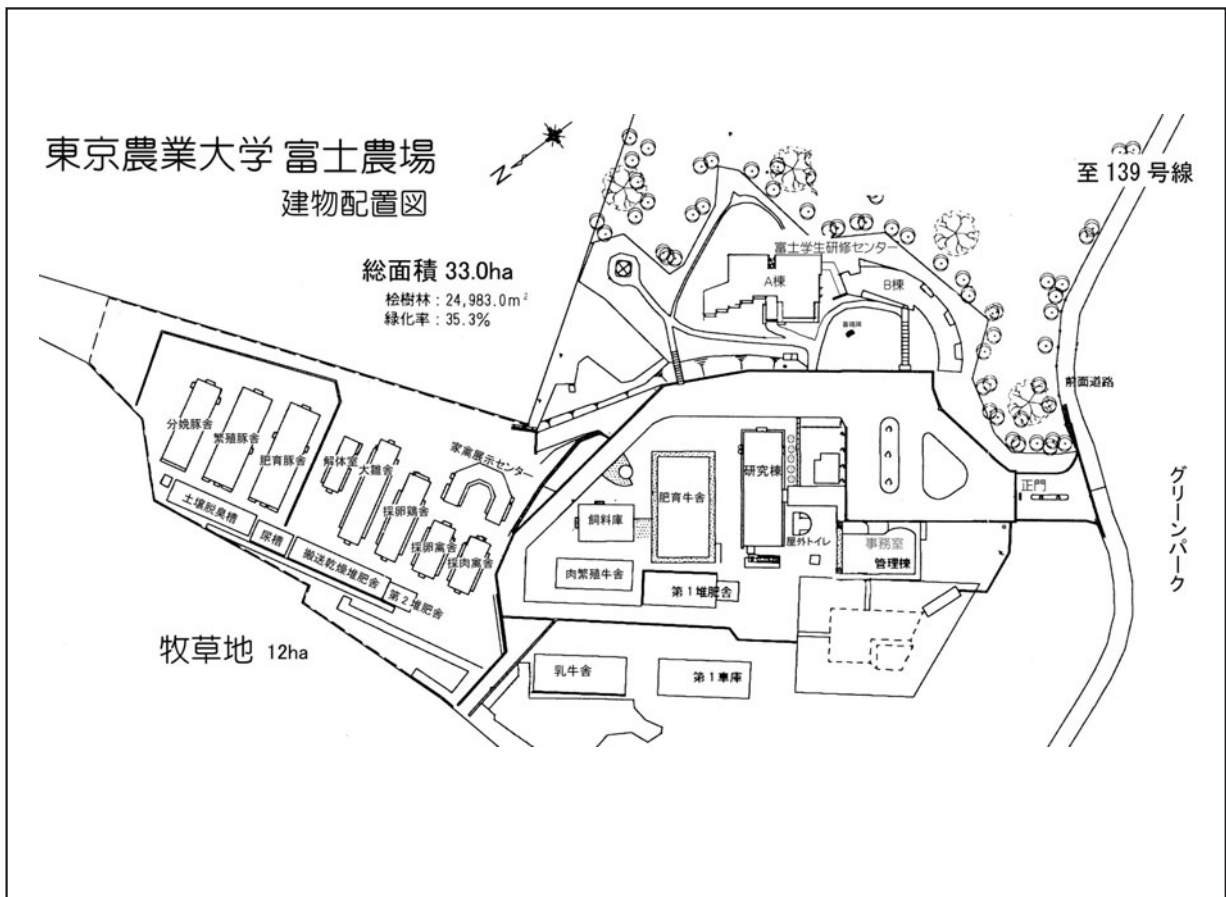 東京農業大学 富士農場
建物配置図
N
至 139 号線
総面積 33.0ha
桧樹林：24,983.0m²
緑化率：35.3%
富士学生研修センター
A棟
B棟
前面道路
グリーンパーク
正門
分娩豚舎
繁殖豚舎
肥育豚舎
解体室
大雛舎
家禽展示センター
採卵鶏舎
採卵禽舎
採肉禽舎
土壌脱臭槽
尿槽
搬送乾燥堆肥舎
第2堆肥舎
研究棟
肥育牛舎
飼料庫
屋外トイレ
事務室
管理棟
肉繁殖牛舎
第1堆肥舎
牧草地 12ha
乳牛舎
第1車庫